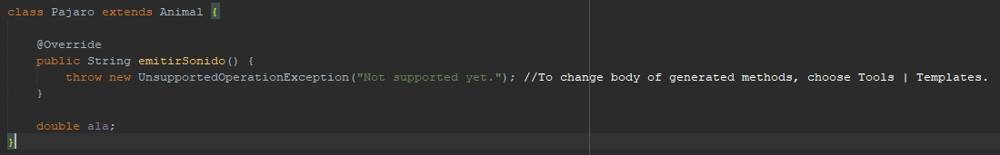 class Pajaro extends Animal {
@Override
public String emitirSonido() {
throw new UnsupportedOperationException("Not supported yet."); //To change body of generated methods, choose Tools | Templates.
}
double ala;
}